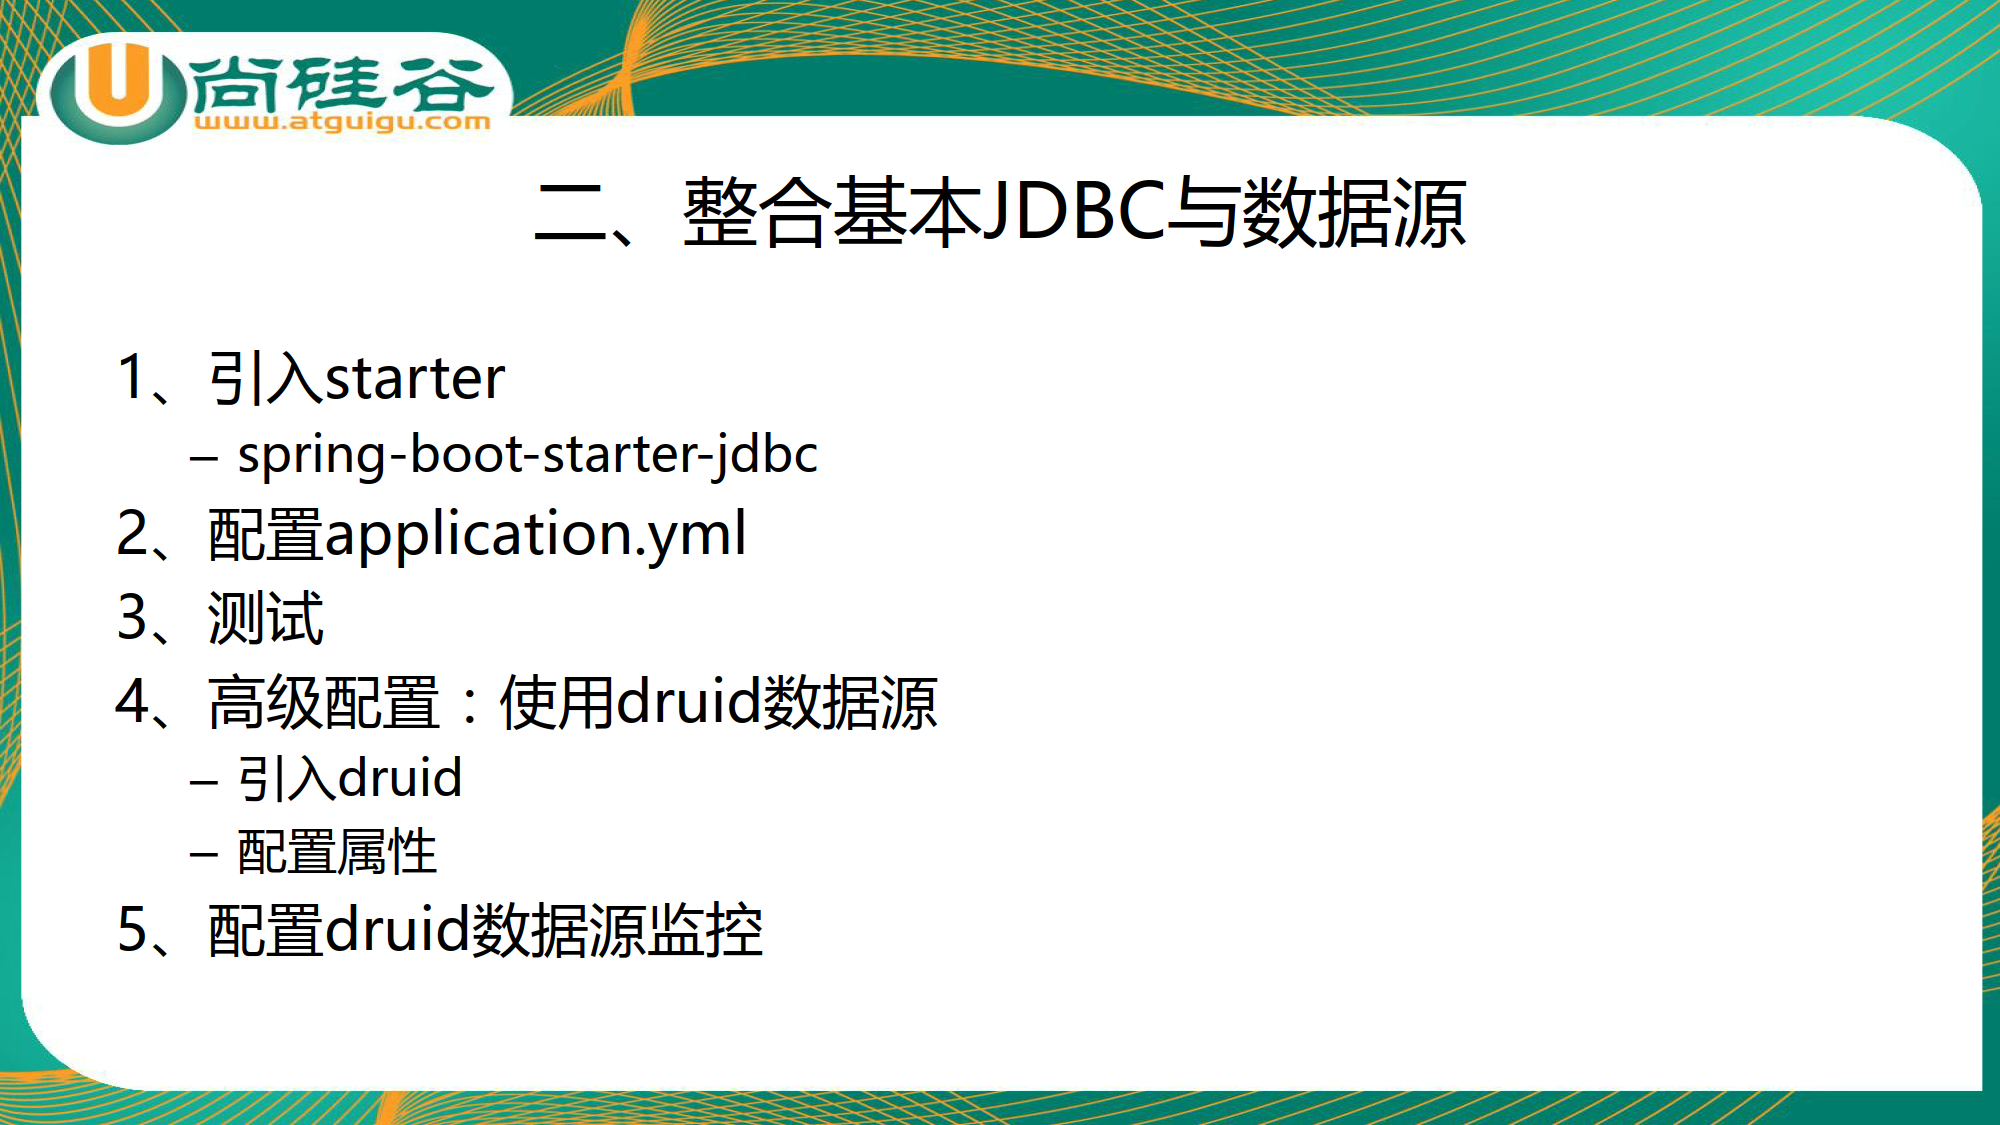 尚硅谷
www.atguigu.com
二、整合基本JDBC与数据源
1、引入starter
– spring-boot-starter-jdbc
2、配置application.yml
3、测试
4、高级配置：使用druid数据源
– 引入druid
– 配置属性
5、配置druid数据源监控